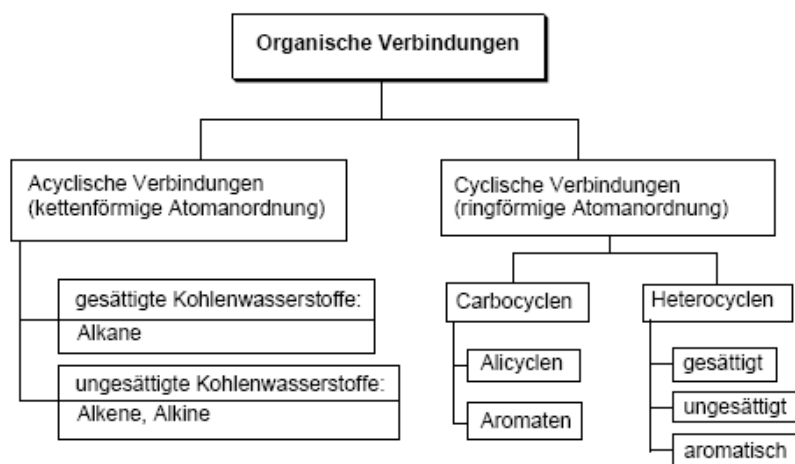 Organische Verbindungen
Acyclische Verbindungen
(kettenförmige Atomanordnung)
gesättigte Kohlenwasserstoffe:
Alkane
ungesättigte Kohlenwasserstoffe:
Alkene, Alkine
Cyclische Verbindungen
(ringförmige Atomanordnung)
Carbocyclen
Alicyclen
Aromaten
Heterocyclen
gesättigt
ungesättigt
aromatisch